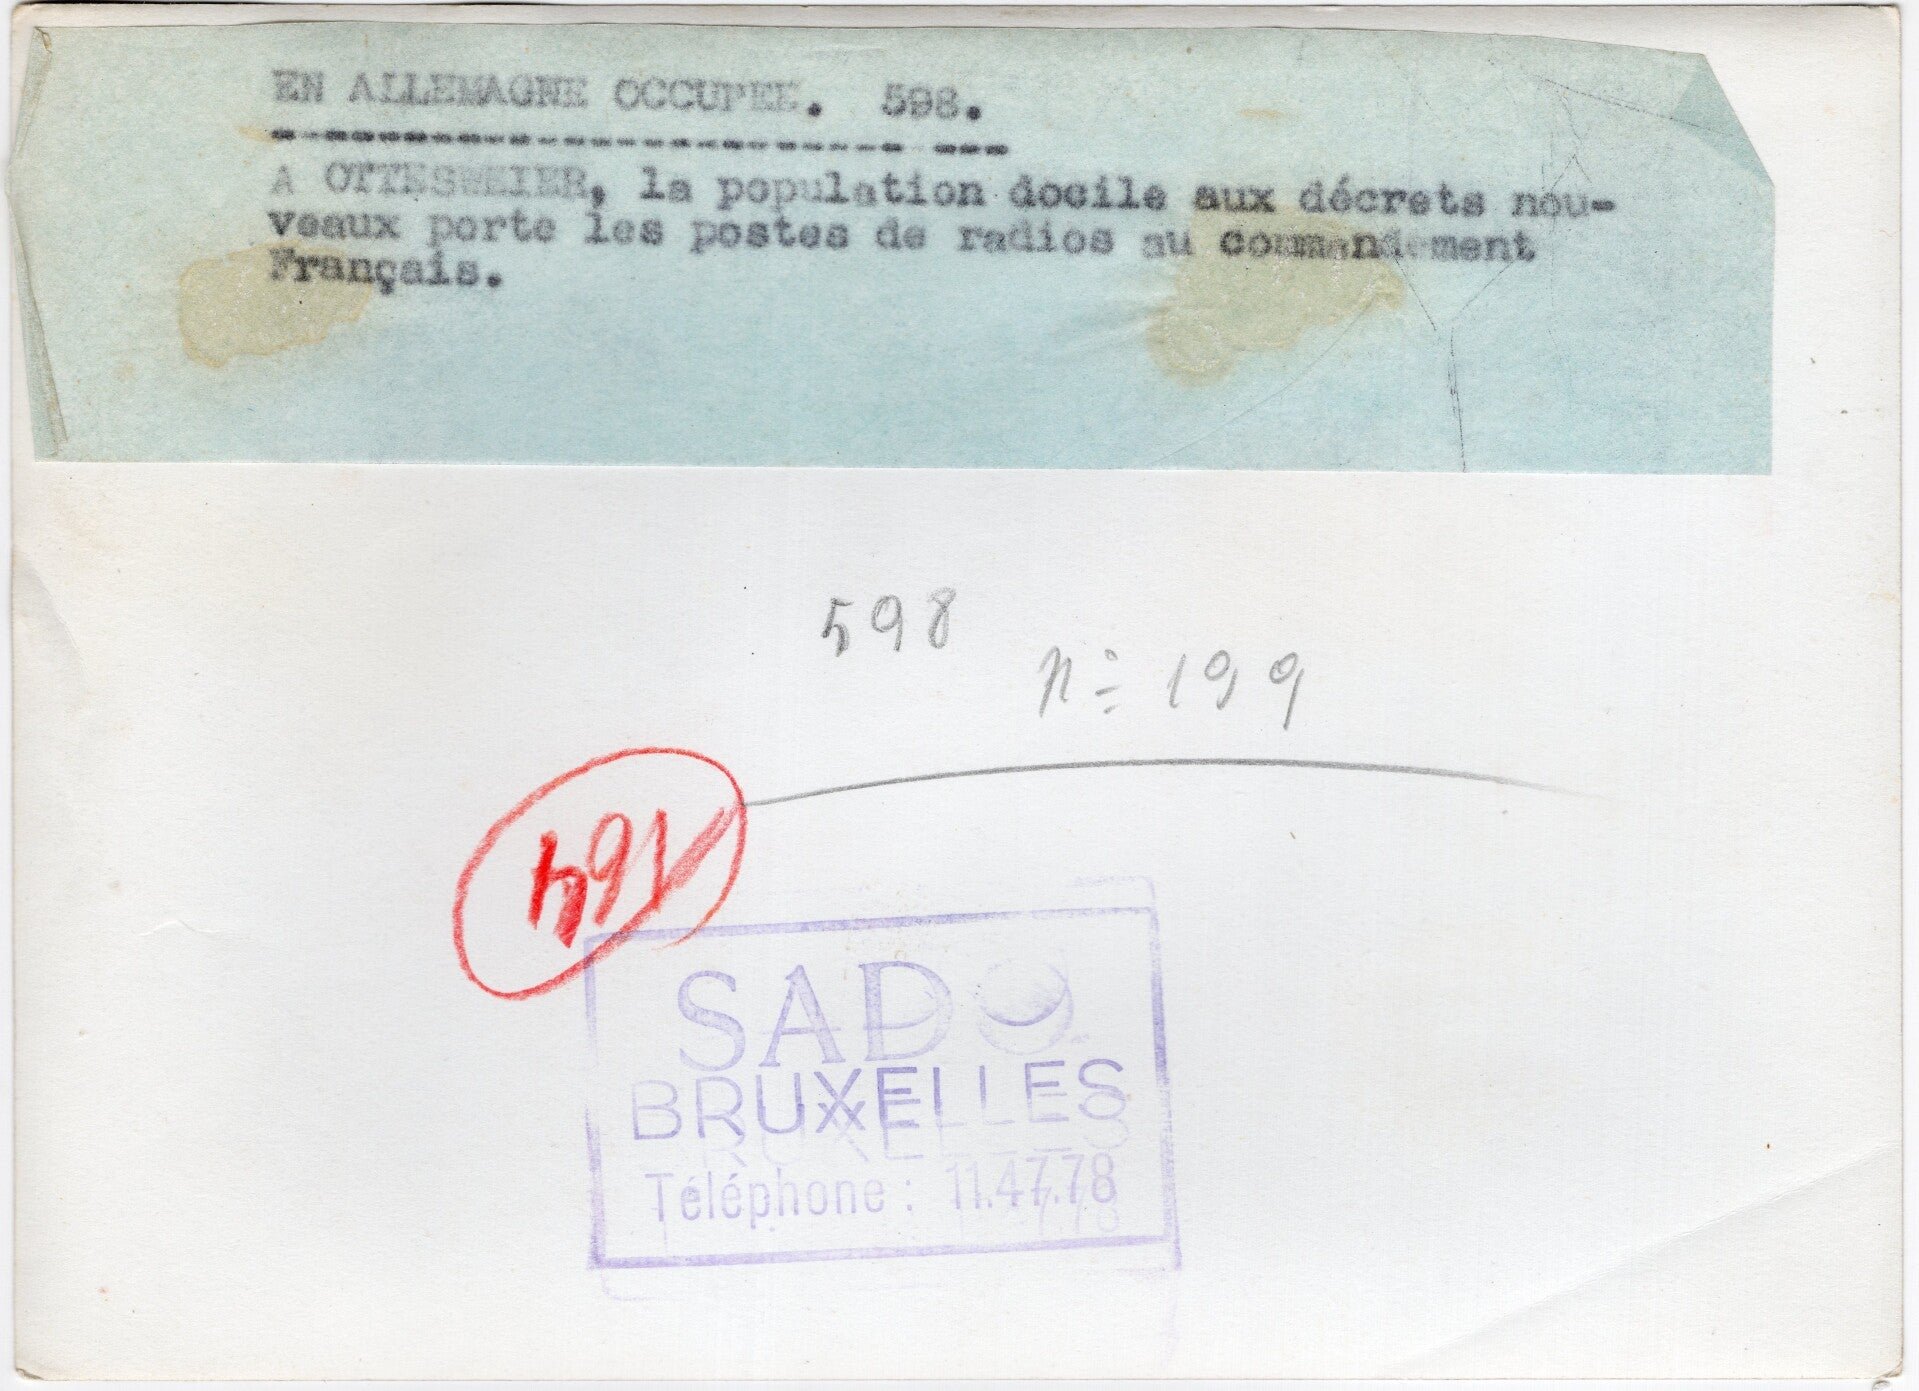 EN ALLEMAGNE OCCUPEE. 598.
A OTTESWEIER, la population docile aux décrets nou-
veaux porte les postes de radios au commandement
Français.
598
n° 199
164
SADO
BRUXELLES
Téléphone : 11.47.78